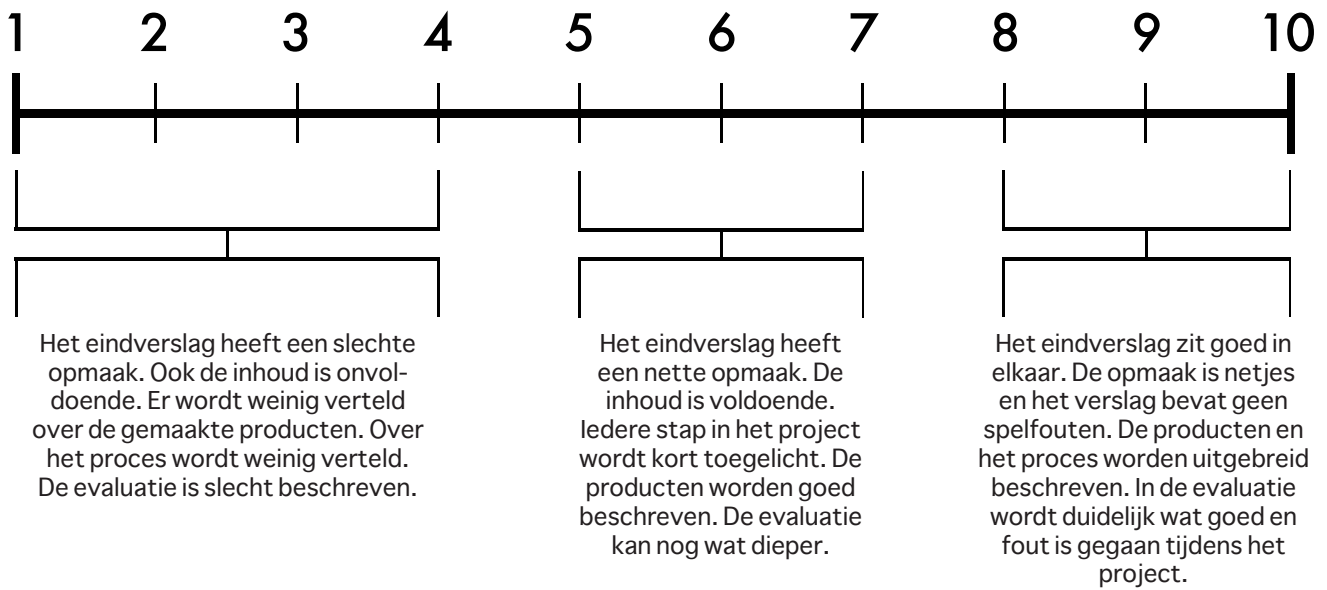 1 2 3 4 5 6 7 8 9 10
Het eindverslag heeft een slechte
opmaak. Ook de inhoud is onvol-
doende. Er wordt weinig verteld
over de gemaakte producten. Over
het proces wordt weinig verteld.
De evaluatie is slecht beschreven.
Het eindverslag heeft
een nette opmaak. De
inhoud is voldoende.
Iedere stap in het project
wordt kort toegelicht. De
producten worden goed
beschreven. De evaluatie
kan nog wat dieper.
Het eindverslag zit goed in
elkaar. De opmaak is netjes
en het verslag bevat geen
spelfouten. De producten en
het proces worden uitgebreid
beschreven. In de evaluatie
wordt duidelijk wat goed en
fout is gegaan tijdens het
project.